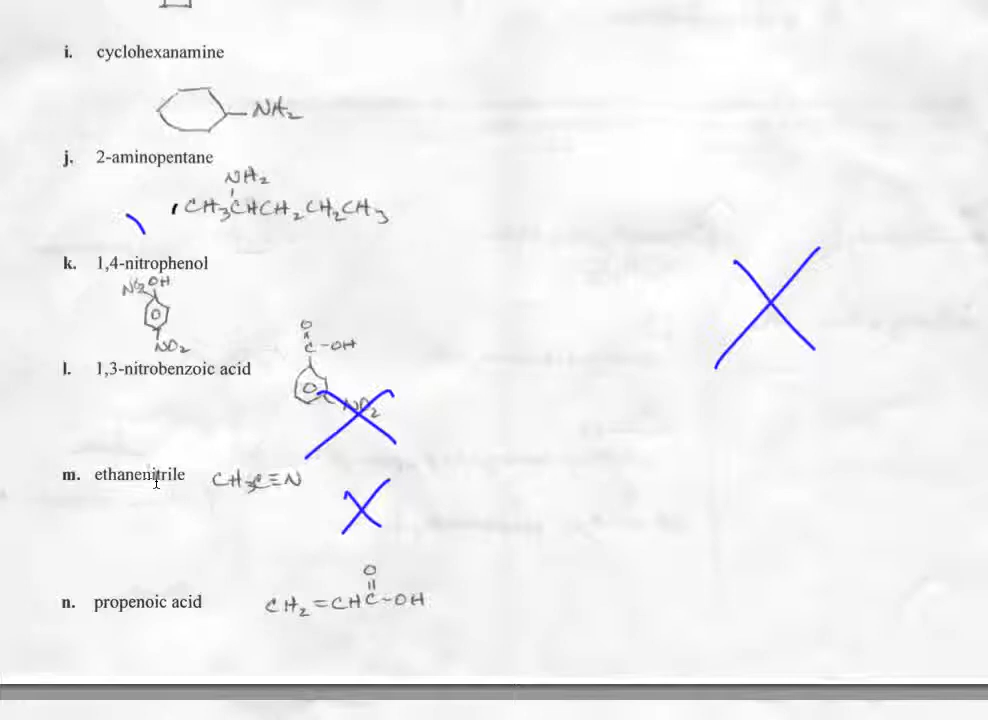 i. cyclohexanamine
NH2
j. 2-aminopentane
NH2
CH3CHCH2CH2CH3
k. 1,4-nitrophenol
NO2 OH
NO2
O
C-OH
l. 1,3-nitrobenzoic acid
NO2
m. ethanenitrile CH3C≡N
O
n. propenoic acid CH2=CHC-OH